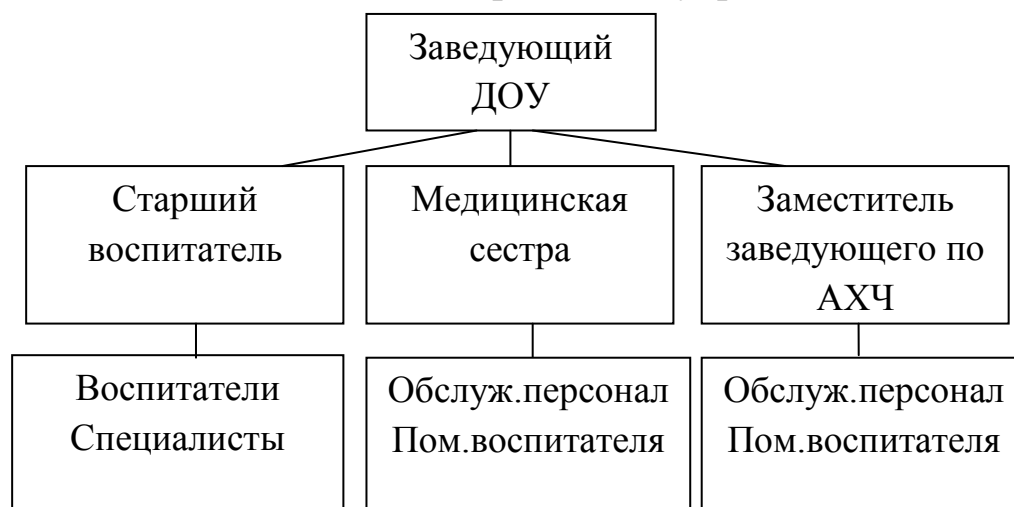 Заведующий
ДОУ
Старший
воспитатель
Медицинская
сестра
Заместитель
заведующего по
АХЧ
Воспитатели
Специалисты
Обслуж.персонал
Пом.воспитателя
Обслуж.персонал
Пом.воспитателя